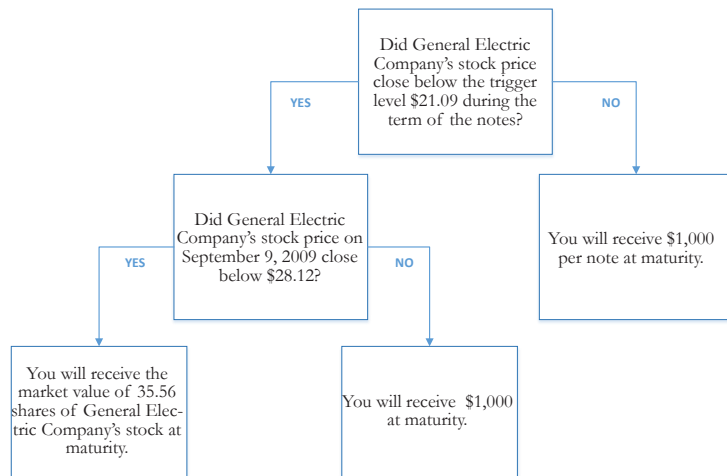 Did General Electric
Company's stock price
close below the trigger
level $21.09 during the
term of the notes?
YES
NO
Did General Electric
Company's stock price on
September 9, 2009 close
below $28.12?
You will receive $1,000
per note at maturity.
YES
NO
You will receive the
market value of 35.56
shares of General Elec-
tric Company's stock at
maturity.
You will receive $1,000
at maturity.